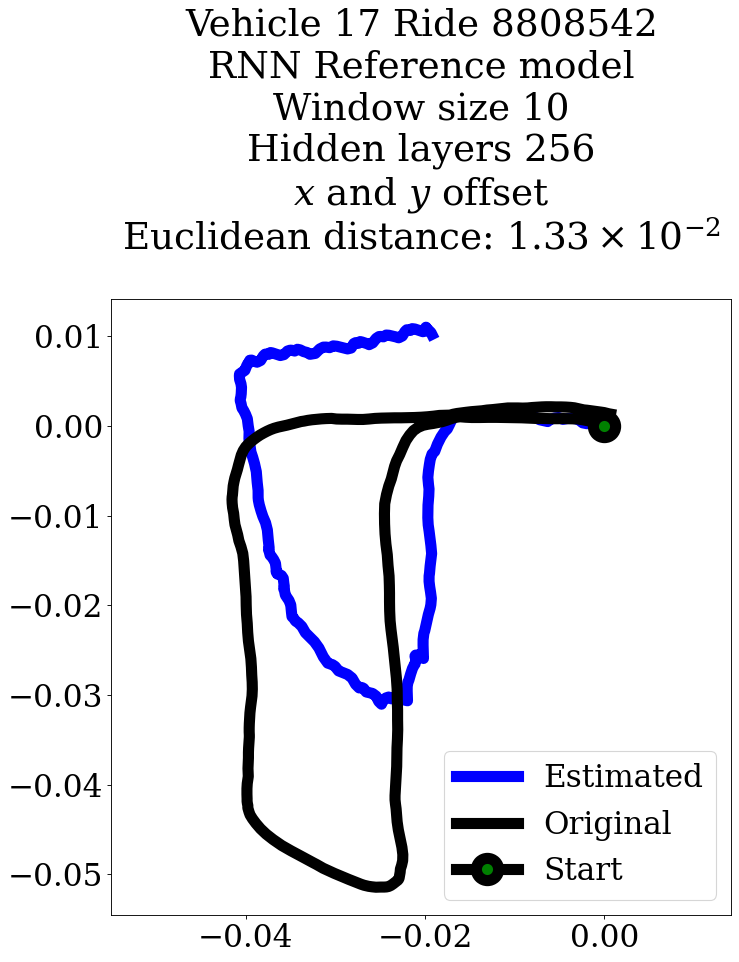 Vehicle 17 Ride 8808542
RNN Reference model
Window size 10
Hidden layers 256
x and y offset
Euclidean distance: 1.33 × 10⁻²
0.01
0.00
−0.01
−0.02
−0.03
−0.04
−0.05
Estimated
Original
Start
−0.04
−0.02
0.00